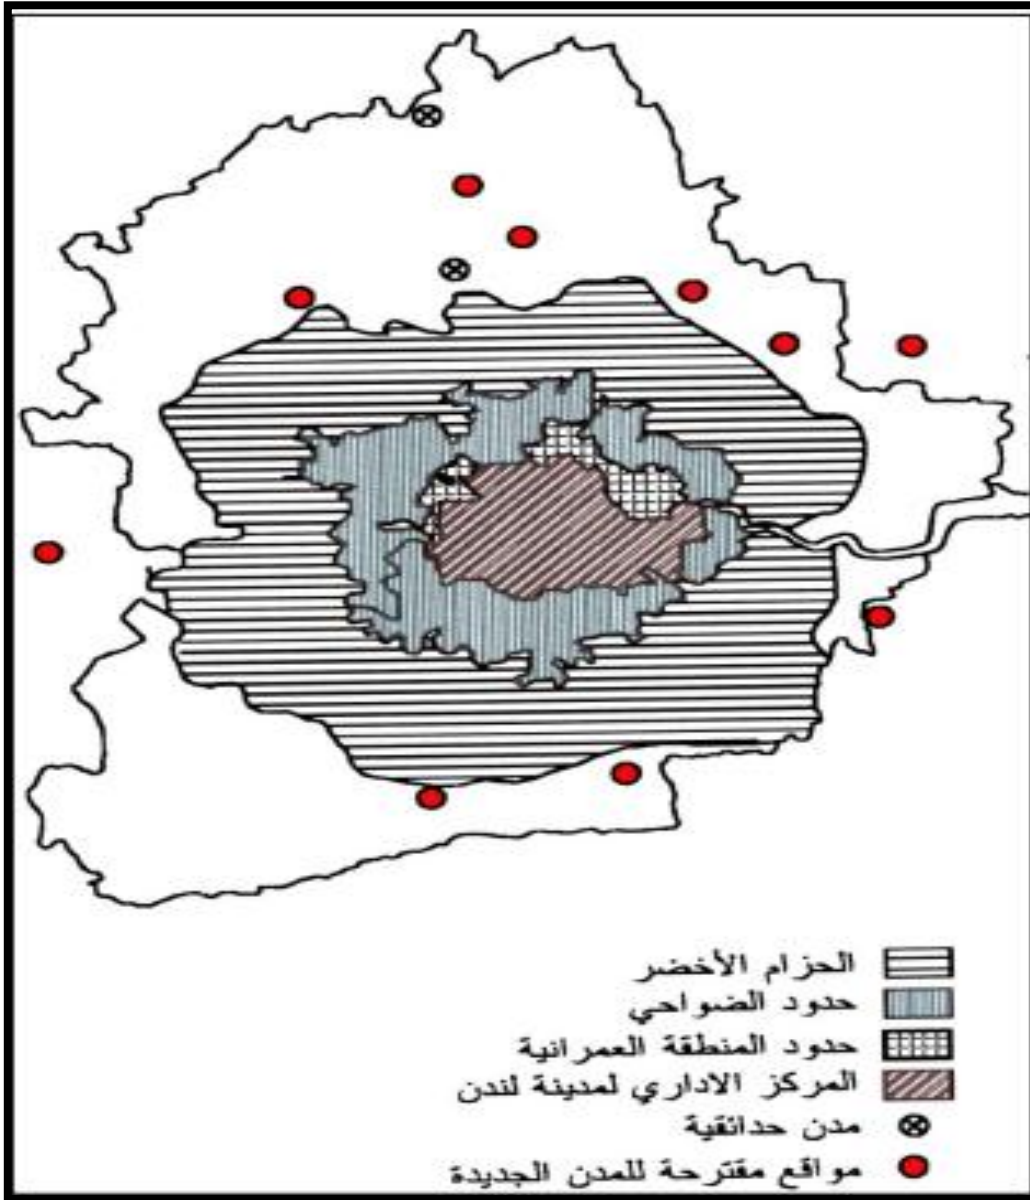 الحزام الأخضر
حدود الضواحي
حدود المنطقة العمرانية
المركز الاداري لمدينة لندن
مدن حدائقية
مواقع مقترحة للمدن الجديدة